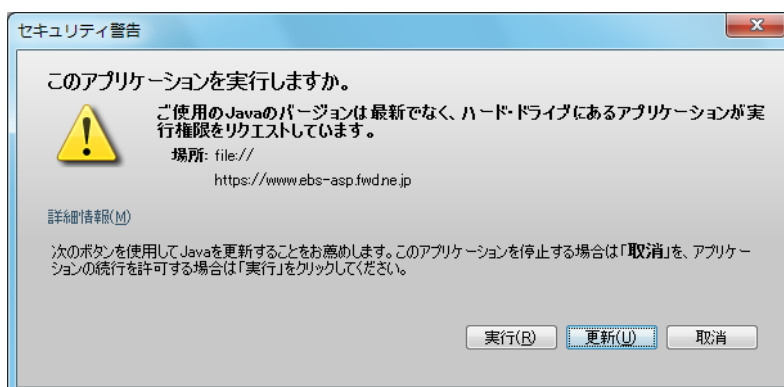 セキュリティ警告
このアプリケーションを実行しますか。
ご使用のJavaのバージョンは最新でなく、ハード・ドライブにあるアプリケーションが実
行権限をリクエストしています。
場所: file://
https://www.ebs-asp.fwd.ne.jp
詳細情報(M)
次のボタンを使用してJavaを更新することをお薦めします。このアプリケーションを停止する場合は「取消」を、アプリケー
ションの続行を許可する場合は「実行」をクリックしてください。
実行(R) 更新(U) 取消